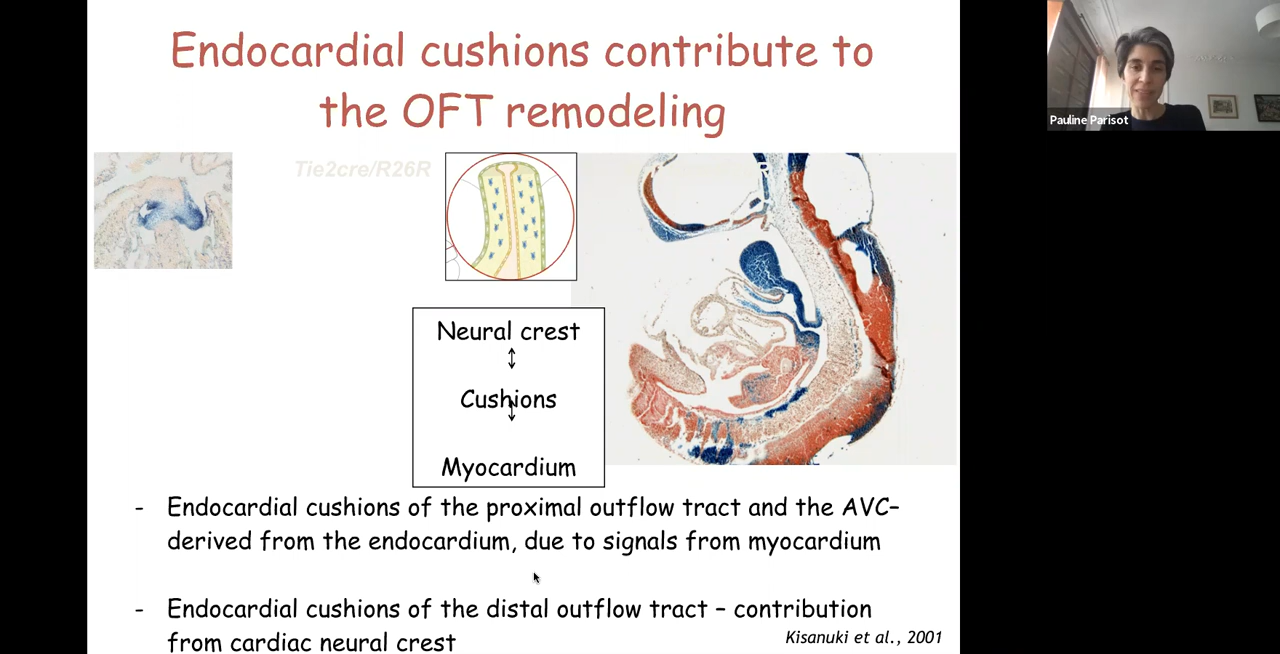 Endocardial cushions contribute to
the OFT remodeling
Pauline Parisot
Tie2cre/R26R
R
Neural crest
Cushions
Myocardium
- Endocardial cushions of the proximal outflow tract and the AVC–
derived from the endocardium, due to signals from myocardium
- Endocardial cushions of the distal outflow tract – contribution
from cardiac neural crest
Kisanuki et al., 2001